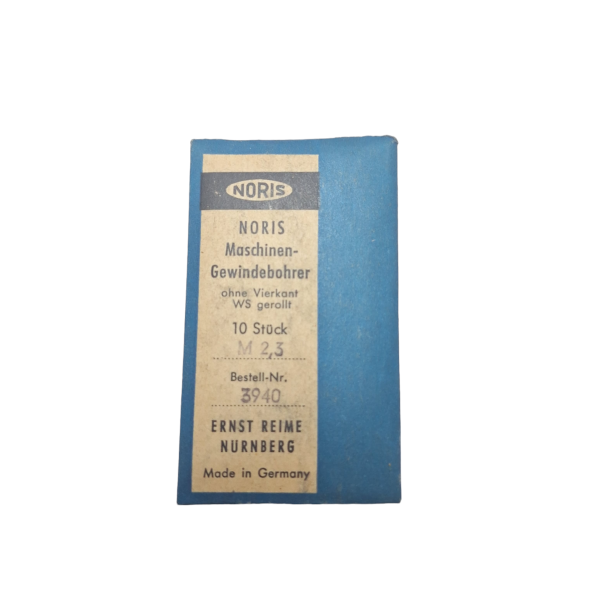 NORIS
NORIS
Maschinen-
Gewindebohrer
ohne Vierkant
WS gerollt
10 Stück
M 2,3
Bestell-Nr.
3940
ERNST REIME
NURNBERG
Made in Germany